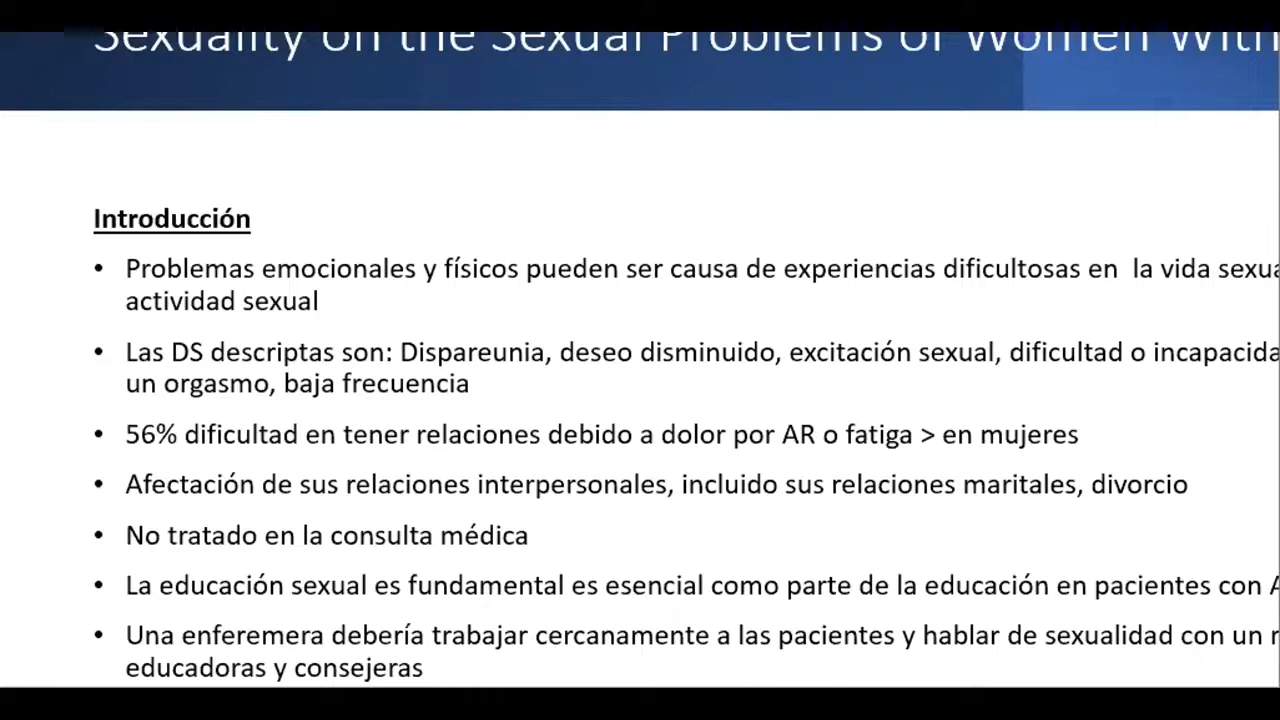 Sexuality on the Sexual Problems of Women With
Introducción
• Problemas emocionales y físicos pueden ser causa de experiencias dificultosas en la vida
actividad sexual
• Las DS descriptas son: Dispareunia, deseo disminuido, excitación sexual, dificultad o
un orgasmo, baja frecuencia
• 56% dificultad en tener relaciones debido a dolor por AR o fatiga > en mujeres
• Afectación de sus relaciones interpersonales, incluido sus relaciones maritales, divorcio
• No tratado en la consulta médica
• La educación sexual es fundamental es esencial como parte de la educación en pacientes con
• Una enferemera debería trabajar cercanamente a las pacientes y hablar de sexualidad con un
educadoras y consejeras